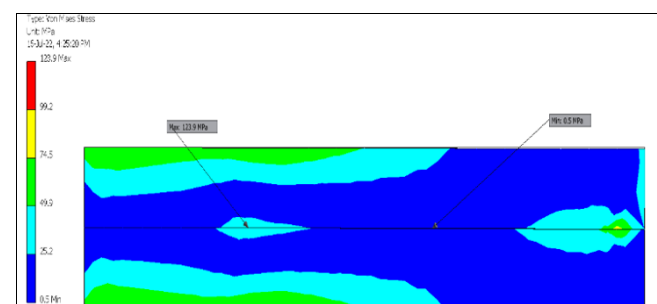 Type: Von Mises Stress
Unit: MPa
15-Jul-22, 4:25:20 PM
123.9 Max
99.2
74.5
49.9
25.2
0.5 Min
Max: 123.9 MPa
Min: 0.5 MPa